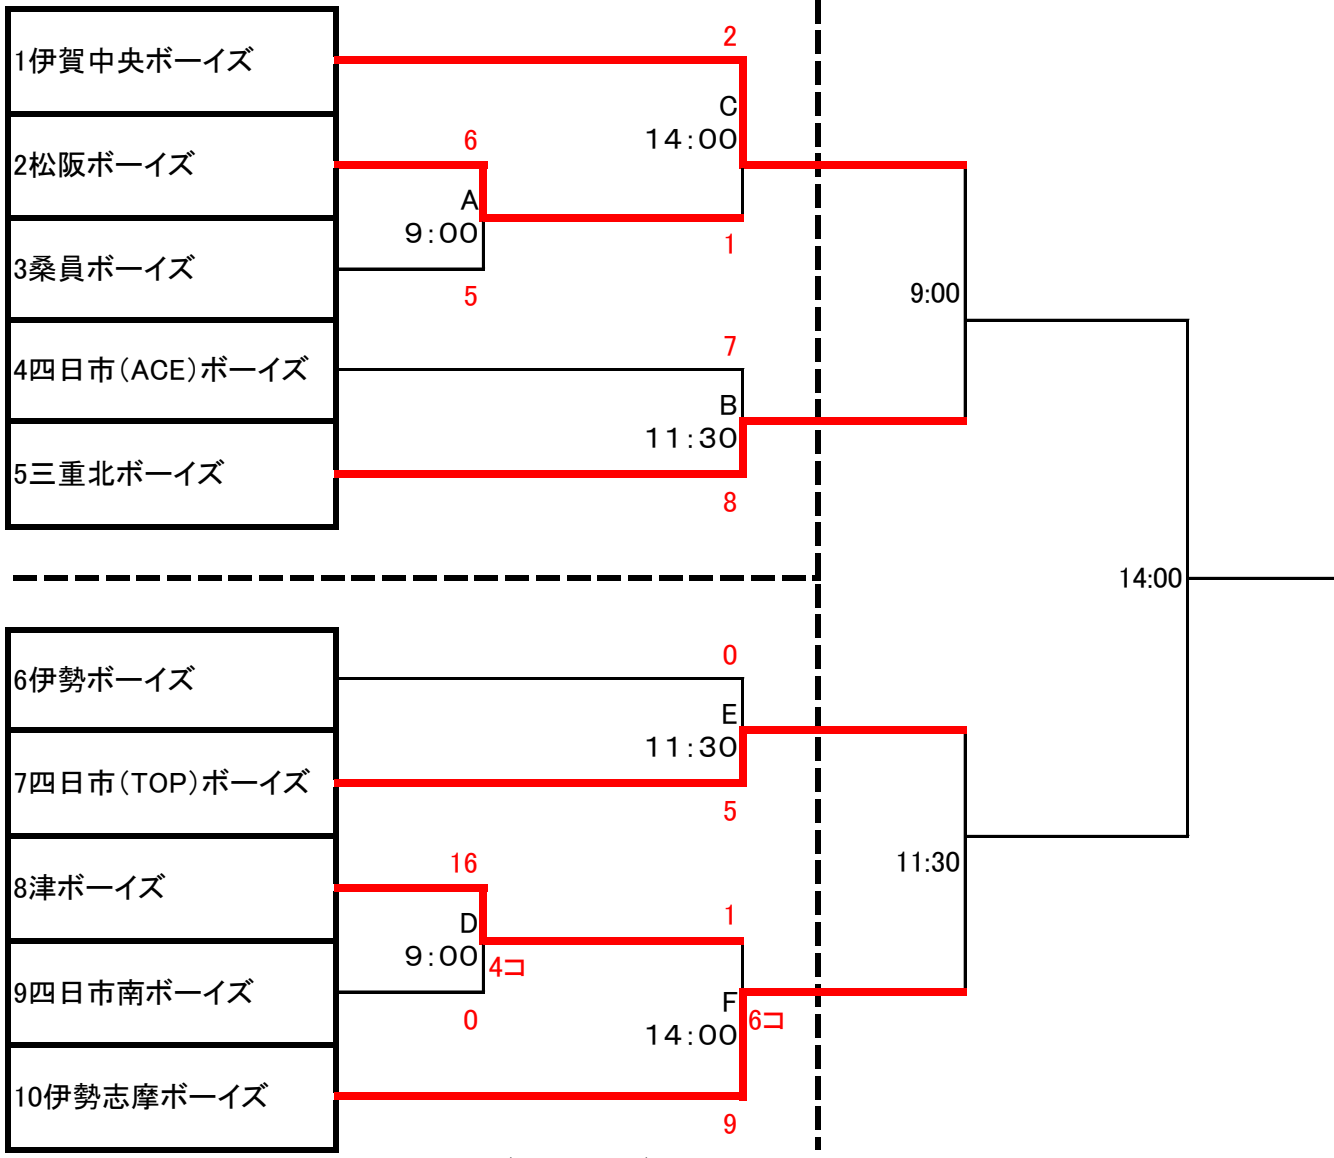 1伊賀中央ボーイズ
2松阪ボーイズ
3桑員ボーイズ
4四日市(ACE)ボーイズ
5三重北ボーイズ
2
C
14:00
6
A
9:00
1
5
7
B
11:30
8
9:00
14:00
6伊勢ボーイズ
7四日市(TOP)ボーイズ
8津ボーイズ
9四日市南ボーイズ
10伊勢志摩ボーイズ
0
E
11:30
5
16
D
9:00
4コ
0
1
F
14:00
6コ
9
11:30